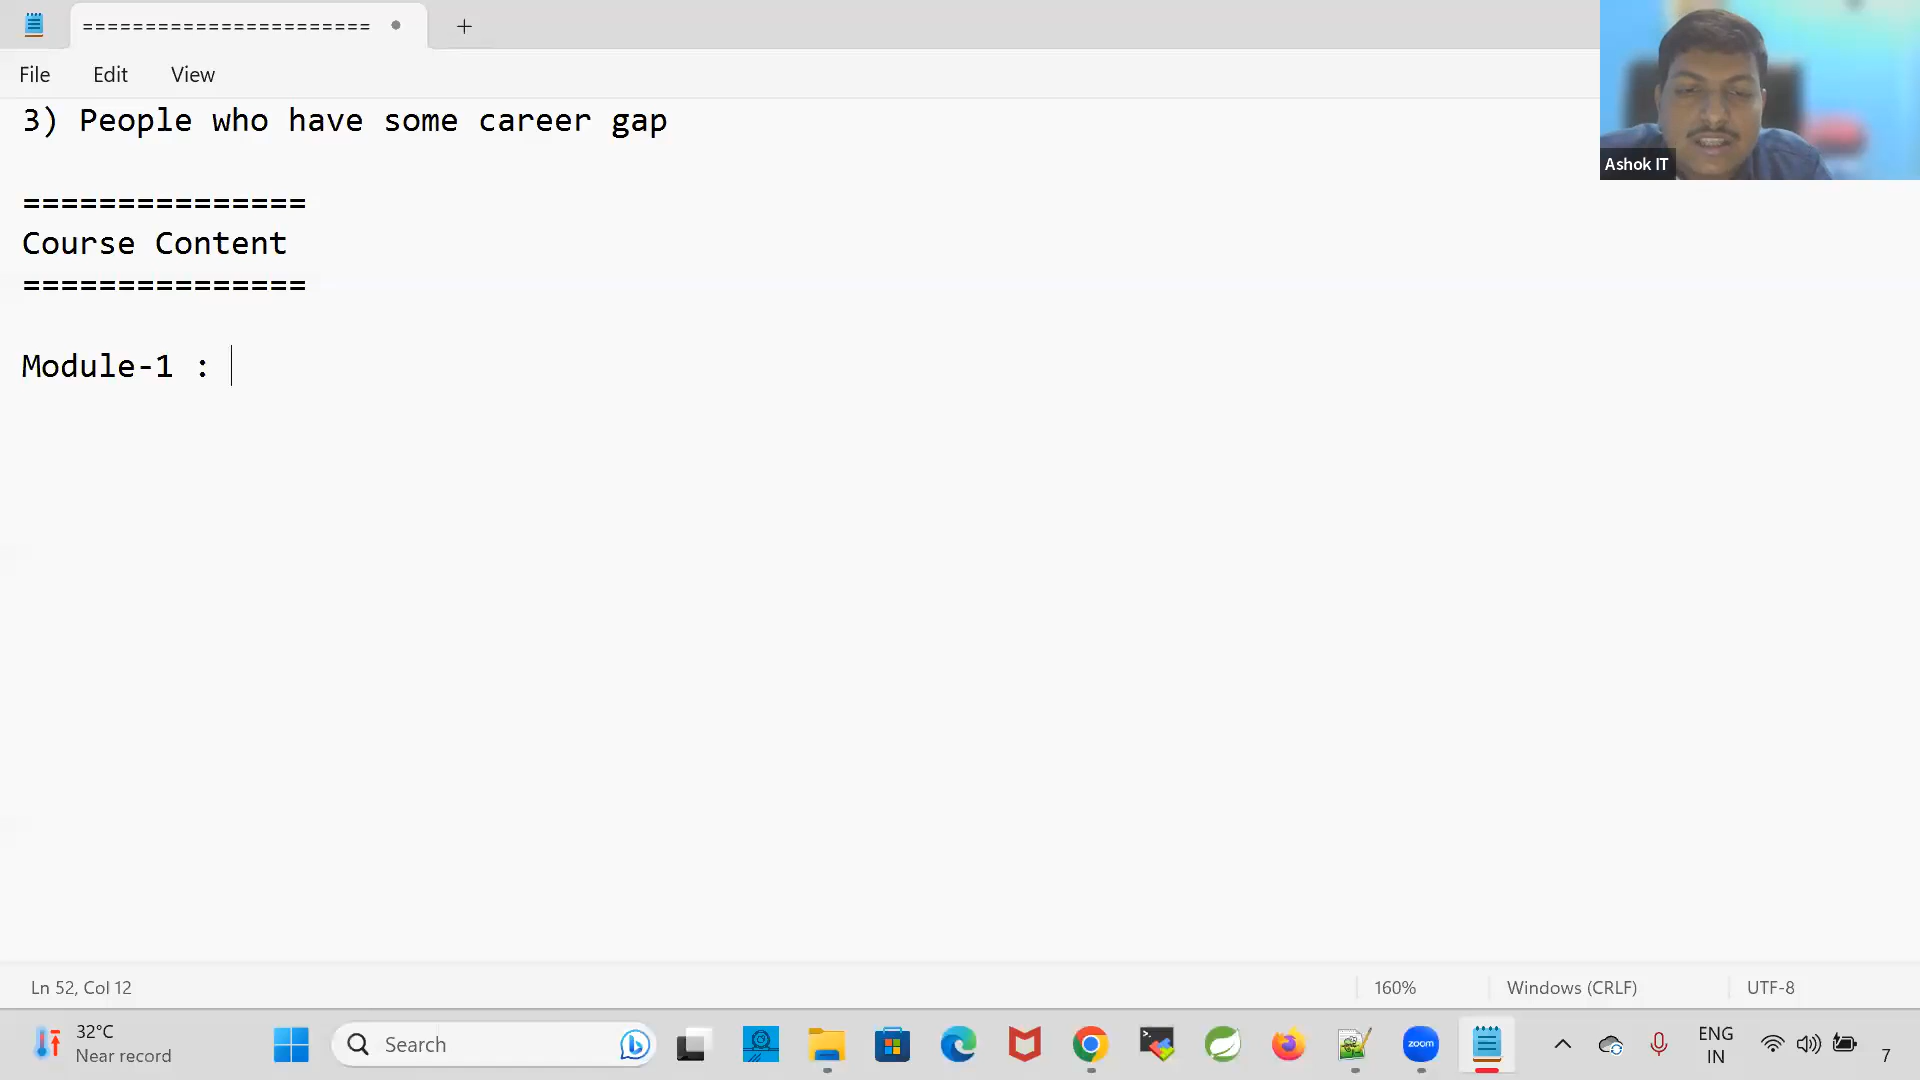 ======================= ● +
File Edit View
3) People who have some career gap
===============
Course Content
===============
Module-1 :
Ashok IT
Ln 52, Col 12 160% Windows (CRLF) UTF-8
32°C
Near record
Search
zoom
ENG
IN
7